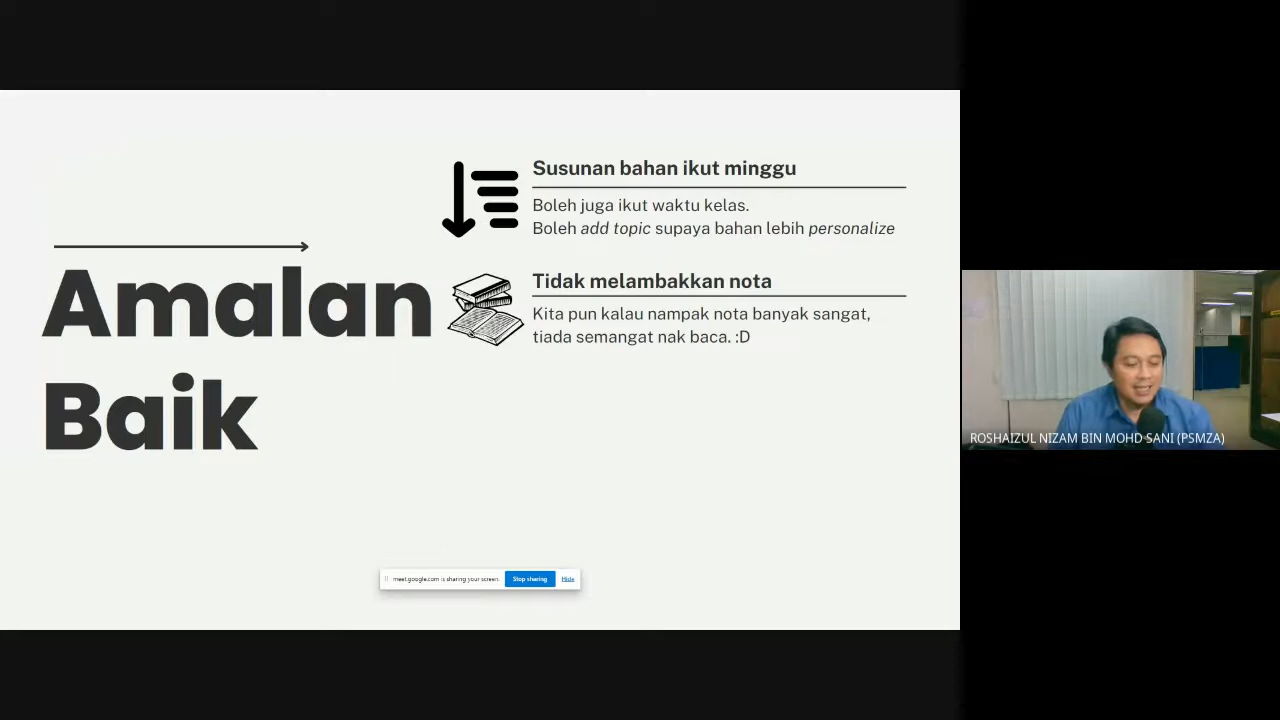 Amalan
Baik
Susunan bahan ikut minggu
Boleh juga ikut waktu kelas.
Boleh add topic supaya bahan lebih personalize
Tidak melambakkan nota
Kita pun kalau nampak nota banyak sangat,
tiada semangat nak baca. :D
meet.google.com is sharing your screen.
Stop sharing
Hide
ROSHAIZUL NIZAM BIN MOHD SANI (PSMZA)